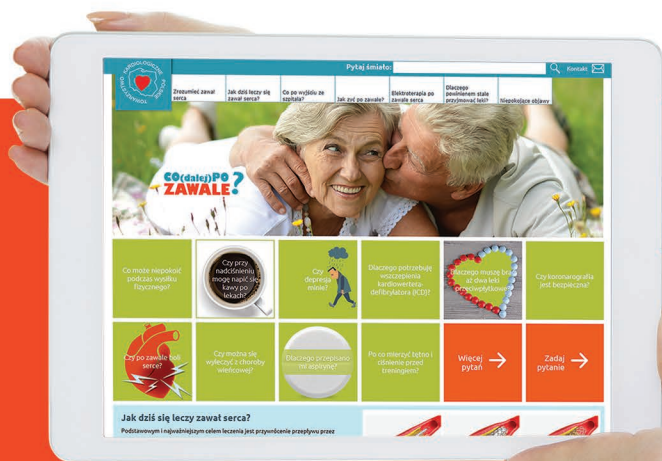 Pytaj śmiało:
Kontakt
POLSKIE TOWARZYSTWO KARDIOLOGICZNE
Zrozumieć zawał
serca
Jak dziś leczy się
zawał serca?
Co po wyjściu ze
szpitala?
Jak żyć po zawale?
Elektroterapia po
zawale serca
Dlaczego
powinienem stale
przyjmować leki?
Niepokojące objawy
CO(dalej)PO
ZAWALE?
Co może niepokoić
podczas wysiłku
fizycznego?
Czy przy
nadciśnieniu
mogę napić się
kawy po
lekach?
Czy
depresja
minie?
Dlaczego potrzebuję
wszczepienia
kardiowertera-
defibrylatora (ICD)?
Dlaczego muszę brać
aż dwa leki
przeciwpłytkowe?
Czy koronarografia
jest bezpieczna?
Czy po zawale boli
serce?
Czy można się
wyleczyć z choroby
wieńcowej?
Dlaczego przepisano
mi aspirynę?
Po co mierzyć tętno i
ciśnienie przed
treningiem?
Więcej
pytań
Zadaj
pytanie
Jak dziś się leczy zawał serca?
Podstawowym i najważniejszym celem leczenia jest przywrócenie przepływu przez